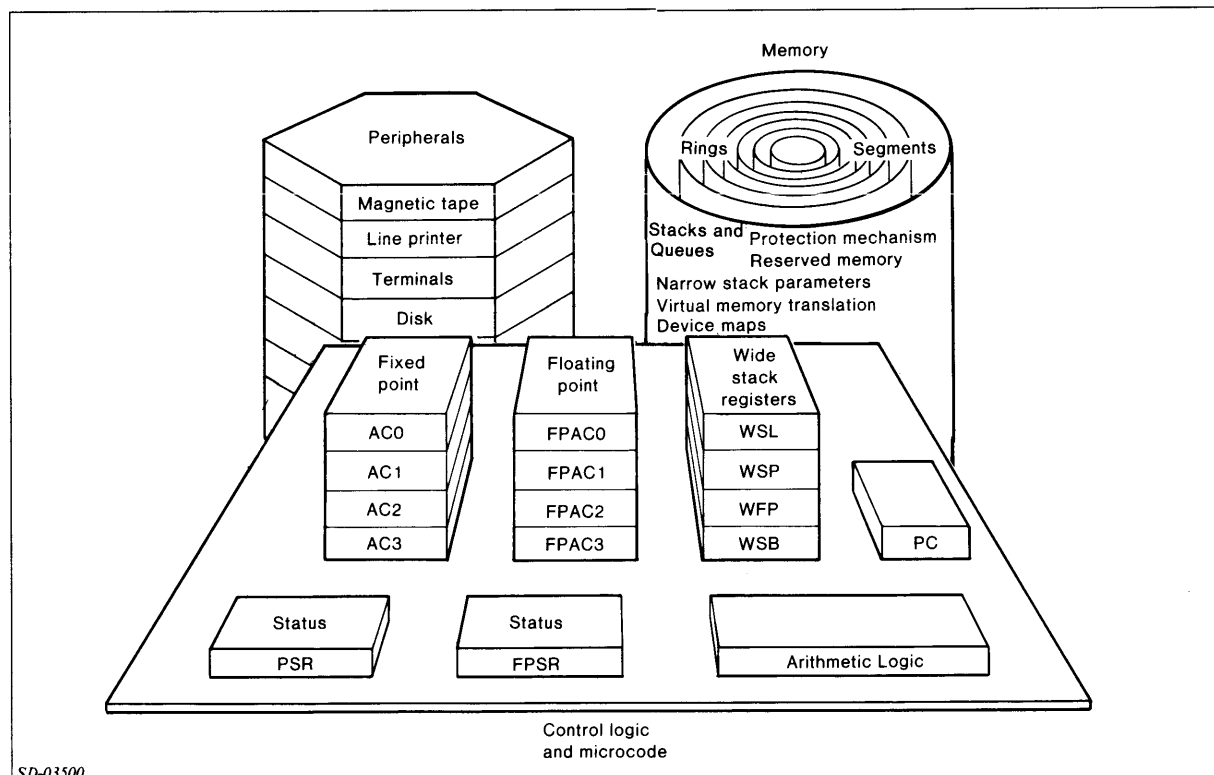 Memory
Peripherals
Rings
Segments
Magnetic tape
Line printer
Terminals
Disk
Stacks and
Queues
Protection mechanism
Reserved memory
Narrow stack parameters
Virtual memory translation
Device maps
Fixed
point
AC0
AC1
AC2
AC3
Floating
point
FPAC0
FPAC1
FPAC2
FPAC3
Wide
stack
registers
WSL
WSP
WFP
WSB
PC
Status
PSR
Status
FPSR
Arithmetic Logic
Control logic
and microcode
SD-03500